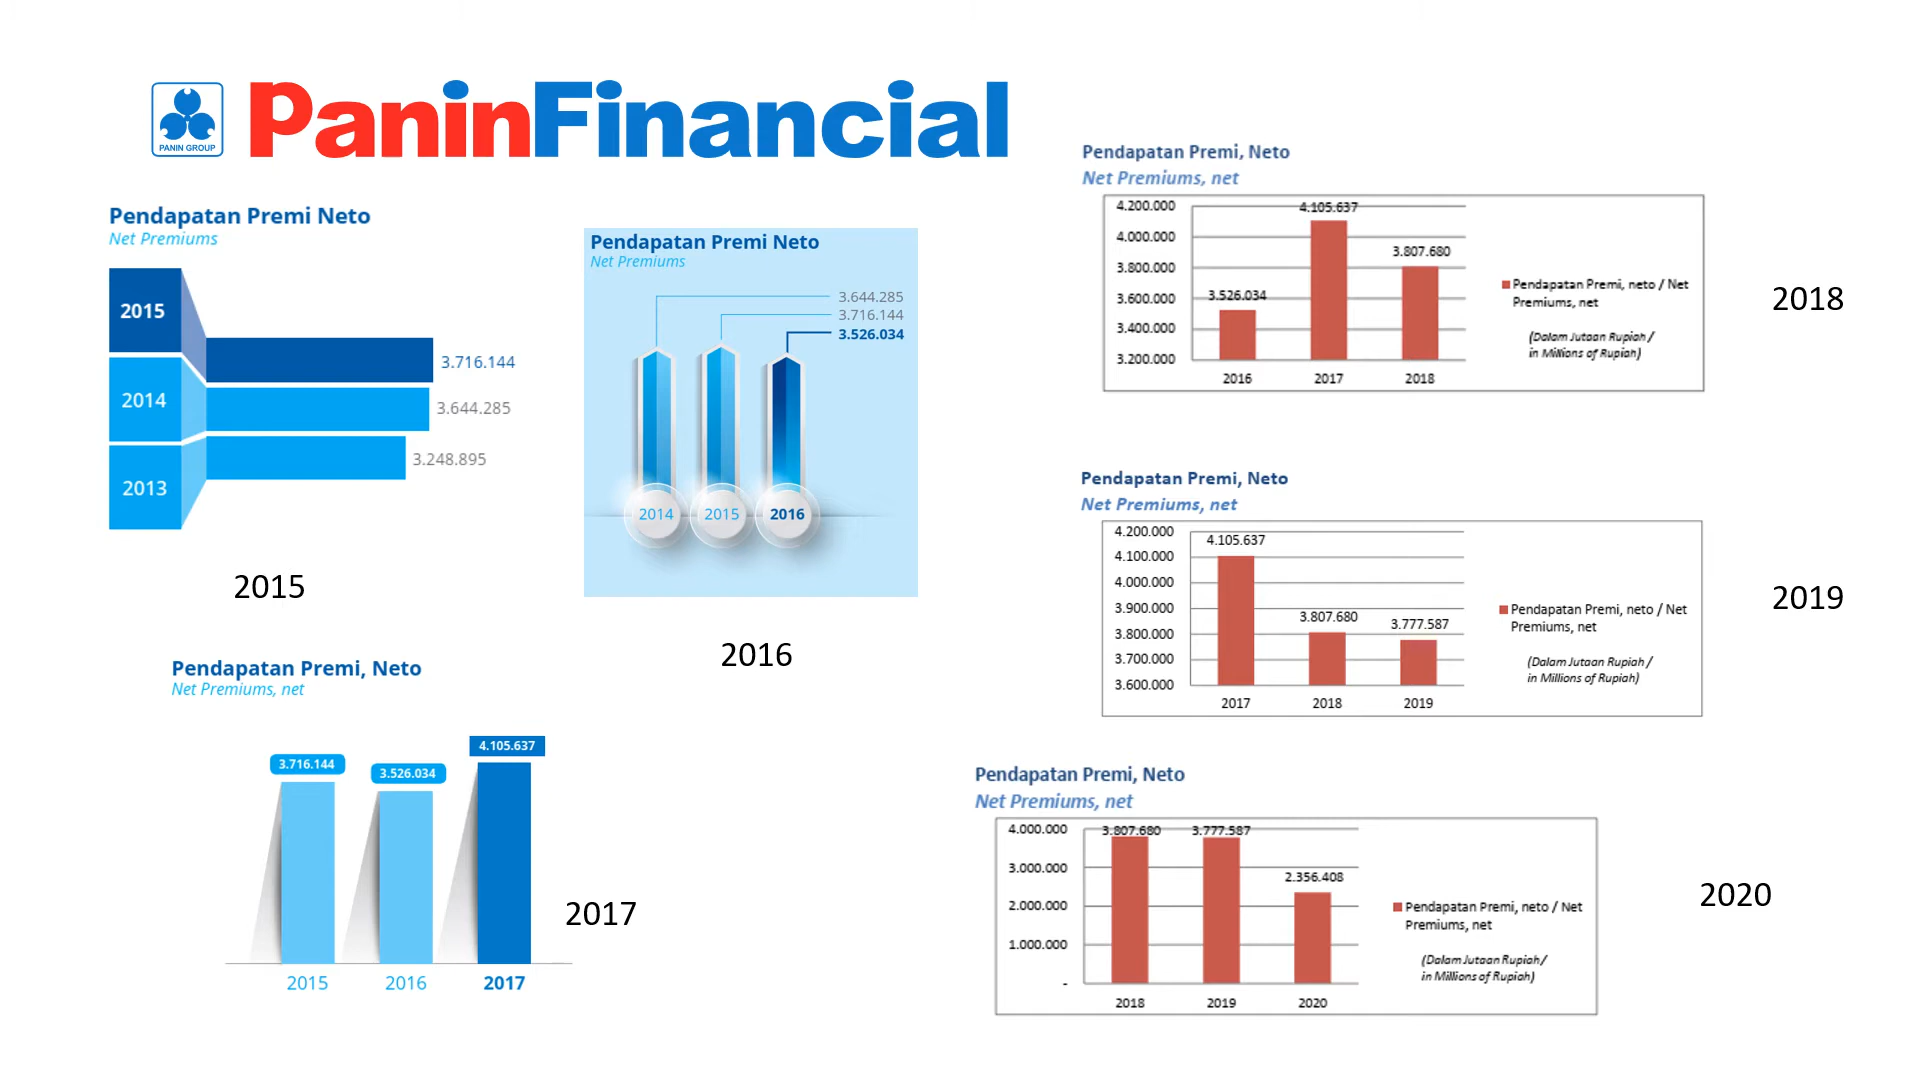 PANIN GROUP
PaninFinancial
Pendapatan Premi Neto
Net Premiums
2015
3.716.144
2014
3.644.285
2013
3.248.895
2015
Pendapatan Premi Neto
Net Premiums
3.644.285
3.716.144
3.526.034
2014 2015 2016
2016
Pendapatan Premi, Neto
Net Premiums, net
4.105.637
3.716.144
3.526.034
2015 2016 2017
2017
Pendapatan Premi, Neto
Net Premiums, net
4.200.000
4.105.637
4.000.000
3.807.680
3.800.000
3.526.034
3.600.000
3.400.000
3.200.000
2016 2017 2018
Pendapatan Premi, neto / Net
Premiums, net
(Dalam Jutaan Rupiah /
in Millions of Rupiah)
2018
Pendapatan Premi, Neto
Net Premiums, net
4.200.000
4.105.637
4.100.000
4.000.000
3.900.000
3.807.680
3.777.587
3.800.000
3.700.000
3.600.000
2017 2018 2019
Pendapatan Premi, neto / Net
Premiums, net
(Dalam Jutaan Rupiah /
in Millions of Rupiah)
2019
Pendapatan Premi, Neto
Net Premiums, net
4.000.000
3.807.680 3.777.587
3.000.000
2.356.408
2.000.000
1.000.000
-
2018 2019 2020
Pendapatan Premi, neto / Net
Premiums, net
(Dalam Jutaan Rupiah /
in Millions of Rupiah)
2020